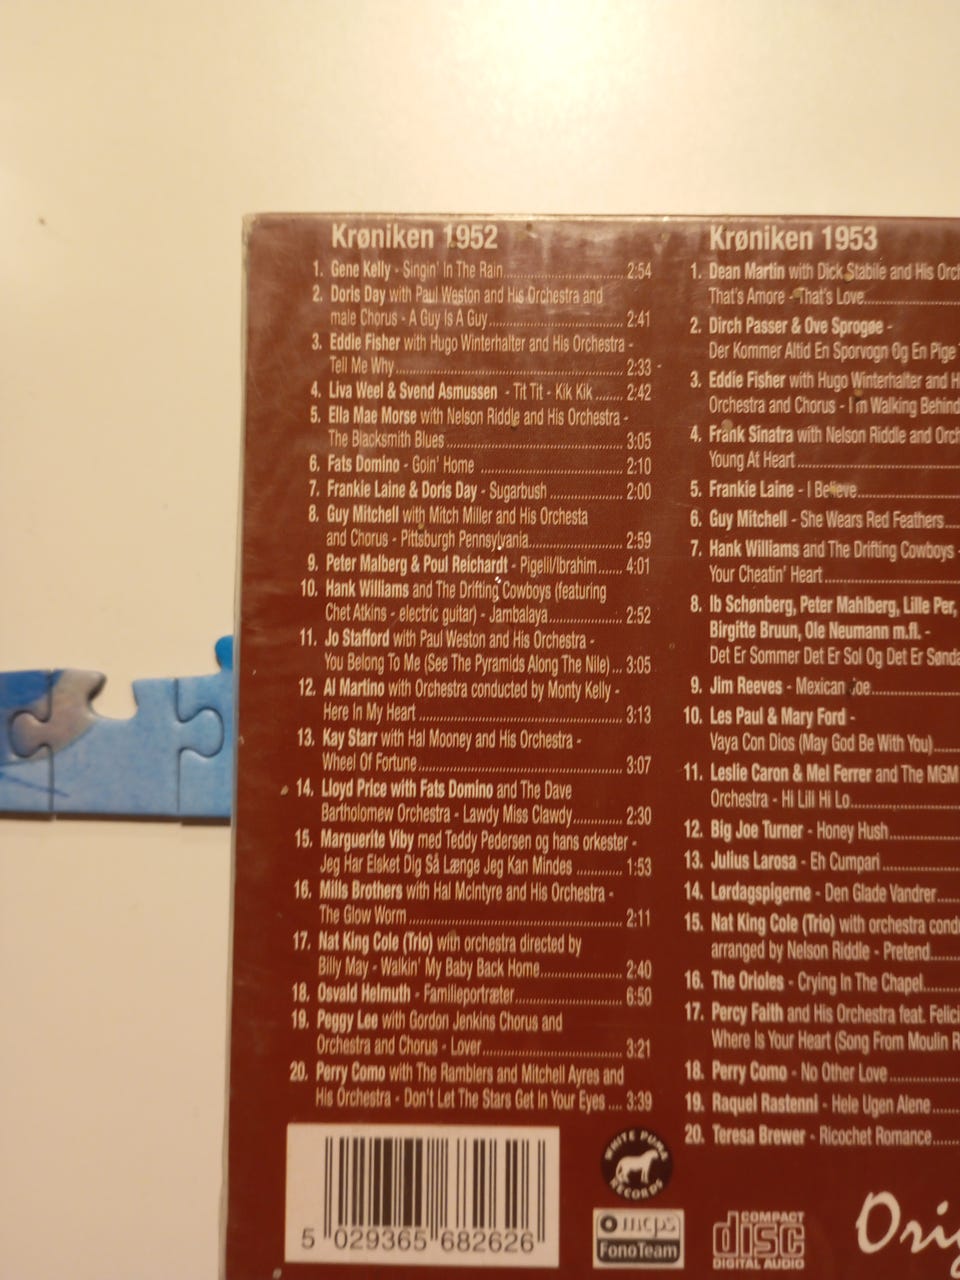 Krøniken 1952
1. Gene Kelly - Singin' In The Rain 2:54
2. Doris Day with Paul Weston and His Orchestra and
male Chorus - A Guy Is A Guy 2:41
3. Eddie Fisher with Hugo Winterhalter and His Orchestra -
Tell Me Why 2:33
4. Liva Weel & Svend Asmussen - Tit Tit - Kik Kik 2:42
5. Ella Mae Morse with Nelson Riddle and His Orchestra -
The Blacksmith Blues 3:05
6. Fats Domino - Goin' Home 2:10
7. Frankie Laine & Doris Day - Sugarbush 2:00
8. Guy Mitchell with Mitch Miller and His Orchesta
and Chorus - Pittsburgh Pennsylvania 2:59
9. Peter Malberg & Poul Reichardt - Pigelil/Ibrahim 4:01
10. Hank Williams and The Drifting Cowboys (featuring
Chet Atkins - electric guitar) - Jambalaya 2:52
11. Jo Stafford with Paul Weston and His Orchestra -
You Belong To Me (See The Pyramids Along The Nile) 3:05
12. Al Martino with Orchestra conducted by Monty Kelly -
Here In My Heart 3:13
13. Kay Starr with Hal Mooney and His Orchestra -
Wheel Of Fortune 3:07
14. Lloyd Price with Fats Domino and The Dave
Bartholomew Orchestra - Lawdy Miss Clawdy 2:30
15. Marguerite Viby med Teddy Pedersen og hans orkester -
Jeg Har Elsket Dig Så Længe Jeg Kan Mindes 1:53
16. Mills Brothers with Hal McIntyre and His Orchestra -
The Glow Worm 2:11
17. Nat King Cole (Trio) with orchestra directed by
Billy May - Walkin' My Baby Back Home 2:40
18. Osvald Helmuth - Familieportræter 6:50
19. Peggy Lee with Gordon Jenkins Chorus and
Orchestra and Chorus - Lover 3:21
20. Perry Como with The Ramblers and Mitchell Ayres and
His Orchestra - Don't Let The Stars Get In Your Eyes 3:39
Krøniken 1953
1. Dean Martin with Dick Stabile and His Orc
That's Amore - That's Love
2. Dirch Passer & Ove Sprogøe -
Der Kommer Altid En Sporvogn Og En Pige
3. Eddie Fisher with Hugo Winterhalter and H
Orchestra and Chorus - I'm Walking Behind
4. Frank Sinatra with Nelson Riddle and Orc
Young At Heart
5. Frankie Laine - I Believe
6. Guy Mitchell - She Wears Red Feathers
7. Hank Williams and The Drifting Cowboys -
Your Cheatin' Heart
8. Ib Schønberg, Peter Mahlberg, Lille Per,
Birgitte Bruun, Ole Neumann m.fl. -
Det Er Sommer Det Er Sol Og Det Er Sønda
9. Jim Reeves - Mexican Joe
10. Les Paul & Mary Ford -
Vaya Con Dios (May God Be With You)
11. Leslie Caron & Mel Ferrer and The MGM
Orchestra - Hi Lili Hi Lo
12. Big Joe Turner - Honey Hush
13. Julius Larosa - Eh Cumpari
14. Lørdagspigerne - Den Glade Vandrer
15. Nat King Cole (Trio) with orchestra cond
arranged by Nelson Riddle - Pretend
16. The Orioles - Crying In The Chapel
17. Percy Faith and His Orchestra feat. Felici
Where Is Your Heart (Song From Moulin R
18. Perry Como - No Other Love
19. Raquel Rastenni - Hele Ugen Alene
20. Teresa Brewer - Ricochet Romance
5 029365 682626
WHITE PUMA
RECORDS
mcps
FonoTeam
COMPACT
disc
DIGITAL AUDIO
Orig